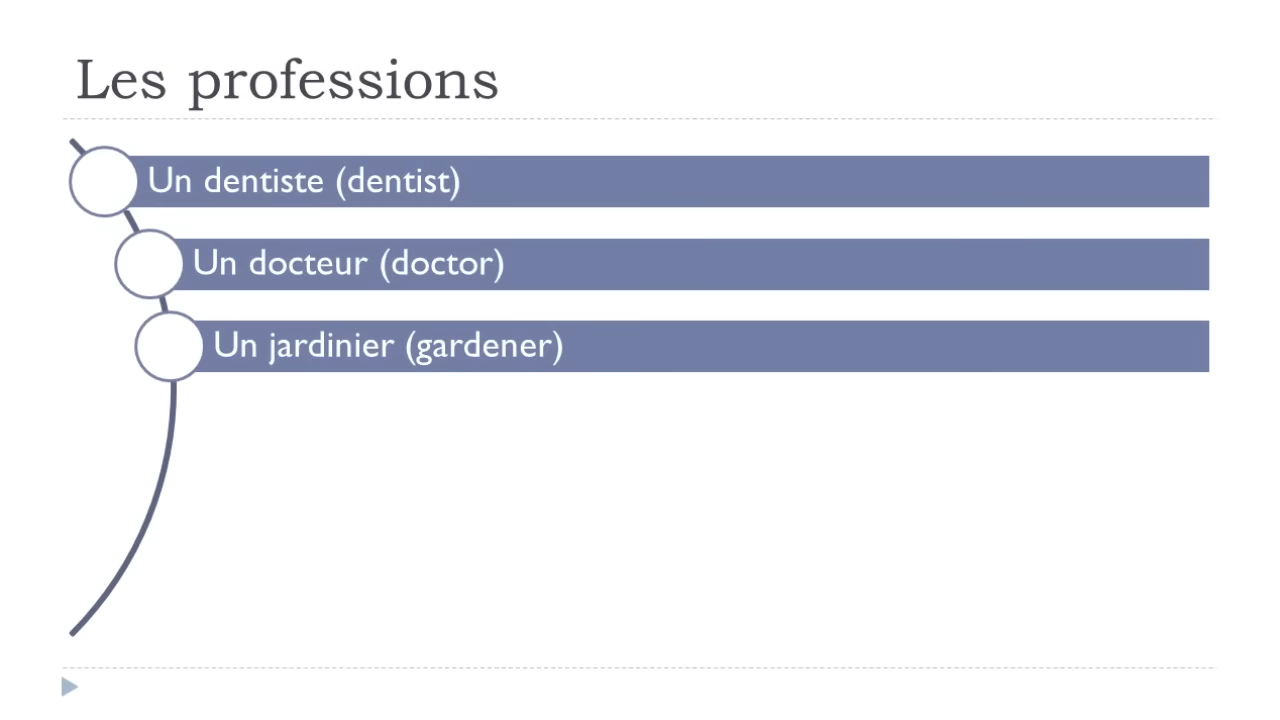 Les professions
Un dentiste (dentist)
Un docteur (doctor)
Un jardinier (gardener)